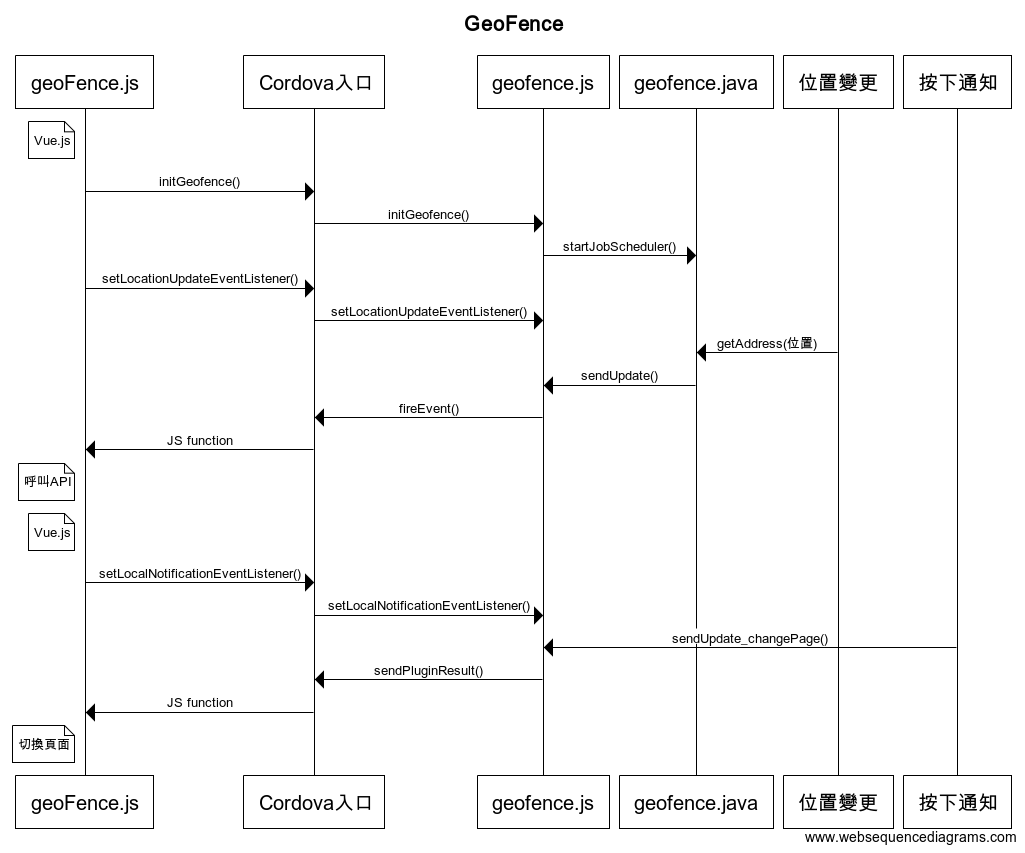 GeoFence
geoFence.js
Cordova入口
geofence.js
geofence.java
位置變更
按下通知
Vue.js
initGeofence()
initGeofence()
startJobScheduler()
setLocationUpdateEventListener()
setLocationUpdateEventListener()
getAddress(位置)
sendUpdate()
fireEvent()
JS function
呼叫API
Vue.js
setLocalNotificationEventListener()
setLocalNotificationEventListener()
sendUpdate_changePage()
sendPluginResult()
JS function
切換頁面
geoFence.js
Cordova入口
geofence.js
geofence.java
位置變更
按下通知
www.websequencediagrams.com